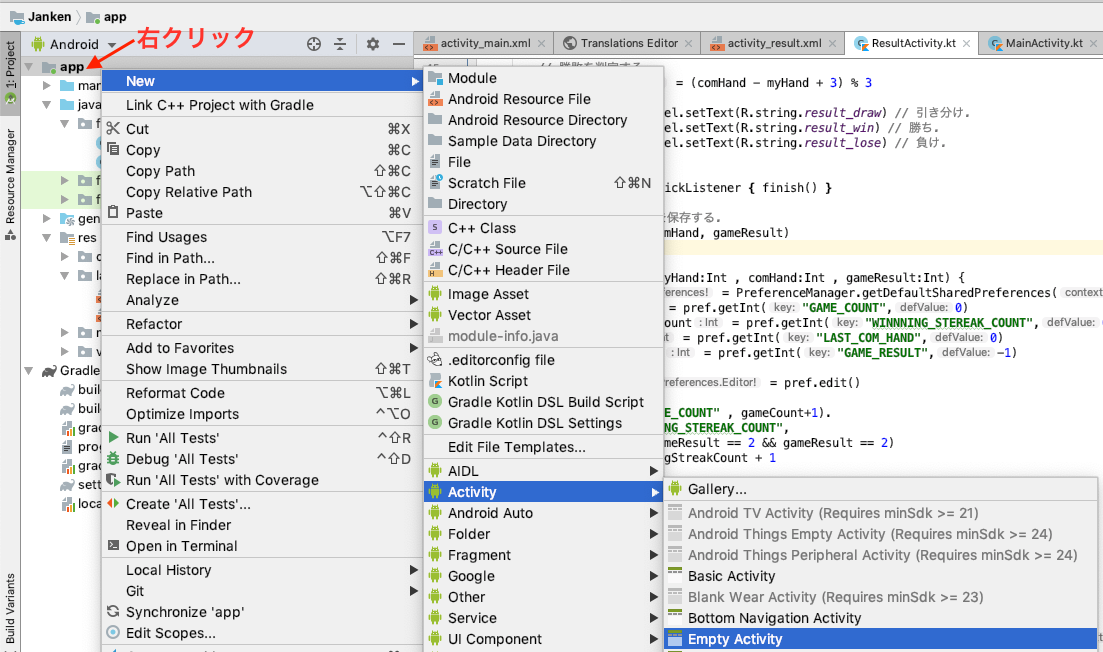 Janken app
Android
右クリック
activity_main.xml Translations Editor activity_result.xml ResultActivity.kt MainActivity.kt
1: Project
Resource Manager
Build Variants
app
java
gen
res
Gradle
New
Link C++ Project with Gradle
Cut ⌘X
Copy ⌘C
Copy Path ⇧⌘C
Copy Relative Path ⌥⇧⌘C
Paste ⌘V
Find Usages ⌥F7
Find in Path... ⇧⌘F
Replace in Path... ⇧⌘R
Analyze
Refactor
Add to Favorites
Show Image Thumbnails ⇧⌘T
Reformat Code ⌥⌘L
Optimize Imports ^⌥O
Run 'All Tests' ^⇧R
Debug 'All Tests' ^⇧D
Run 'All Tests' with Coverage
Create 'All Tests'...
Reveal in Finder
Open in Terminal
Local History
Git
Synchronize 'app'
Edit Scopes...
Module
Android Resource File
Android Resource Directory
Sample Data Directory
File
Scratch File ⇧⌘N
Directory
C++ Class
C/C++ Source File
C/C++ Header File
Image Asset
Vector Asset
module-info.java
.editorconfig file
Kotlin Script
Gradle Kotlin DSL Build Script
Gradle Kotlin DSL Settings
Edit File Templates...
AIDL
Activity
Android Auto
Folder
Fragment
Google
Other
Service
UI Component
Gallery...
Android TV Activity (Requires minSdk >= 21)
Android Things Empty Activity (Requires minSdk >= 24)
Android Things Peripheral Activity (Requires minSdk >= 24)
Basic Activity
Blank Wear Activity (Requires minSdk >= 23)
Bottom Navigation Activity
Empty Activity
= (comHand - myHand + 3) % 3
el.setText(R.string.result_draw) // 引き分け.
el.setText(R.string.result_win) // 勝ち.
el.setText(R.string.result_lose) // 負け.
ickListener { finish() }
を保存する.
mHand, gameResult)
yHand:Int , comHand:Int , gameResult:Int) {
erences! = PreferenceManager.getDefaultSharedPreferences( context
= pref.getInt( key: "GAME_COUNT", defValue: 0)
ount : Int = pref.getInt( key: "WINNNING_STEREAK_COUNT", defValue:
nt = pref.getInt( key: "LAST_COM_HAND", defValue: 0)
: Int = pref.getInt( key: "GAME_RESULT", defValue: -1)
references.Editor! = pref.edit()
E_COUNT" , gameCount+1).
NG_STEREAK_COUNT",
meResult == 2 && gameResult == 2)
gStreakCount + 1